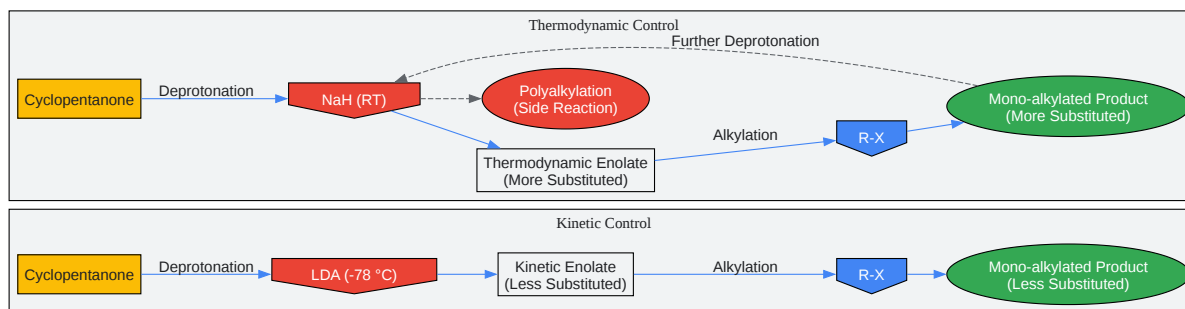 Thermodynamic Control
Further Deprotonation
Cyclopentanone
Deprotonation
NaH (RT)
Polyalkylation
(Side Reaction)
Thermodynamic Enolate
(More Substituted)
Alkylation
R-X
Mono-alkylated Product
(More Substituted)
Kinetic Control
Cyclopentanone
Deprotonation
LDA (-78 °C)
Kinetic Enolate
(Less Substituted)
Alkylation
R-X
Mono-alkylated Product
(Less Substituted)